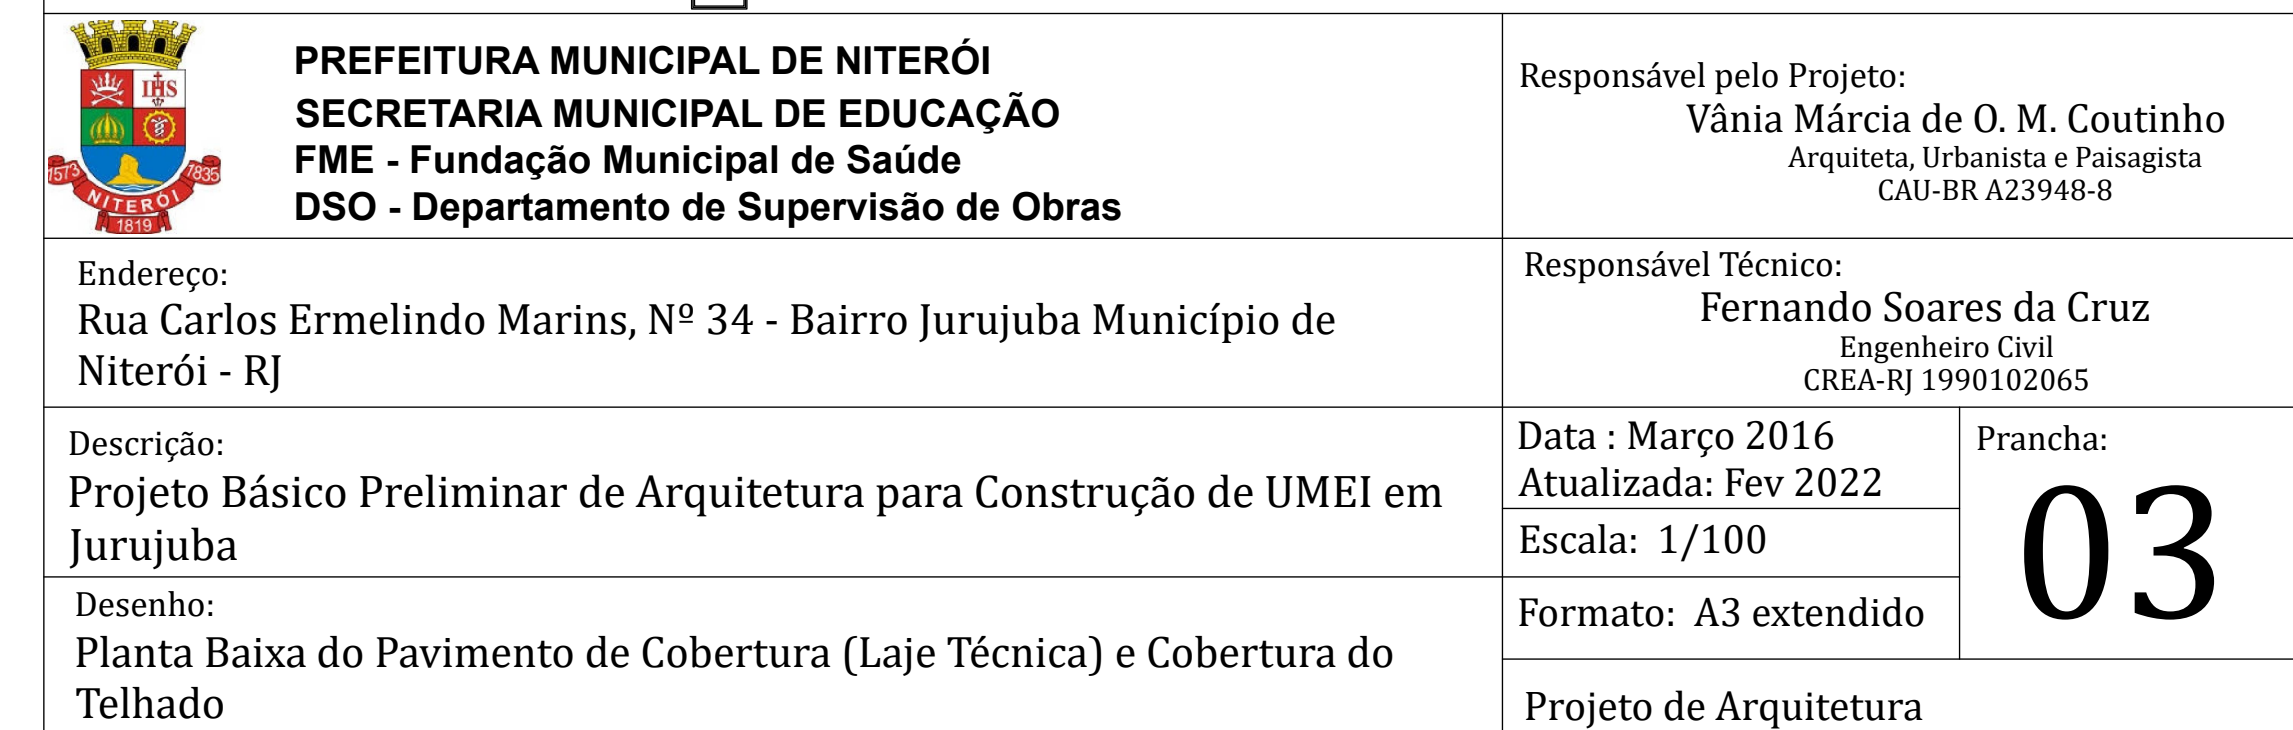 PREFEITURA MUNICIPAL DE NITERÓI
SECRETARIA MUNICIPAL DE EDUCAÇÃO
FME - Fundação Municipal de Saúde
DSO - Departamento de Supervisão de Obras
IHS
1573
1835
NITERÓI
1819
Responsável pelo Projeto:
Vânia Márcia de O. M. Coutinho
Arquiteta, Urbanista e Paisagista
CAU-BR A23948-8
Endereço:
Rua Carlos Ermelindo Marins, Nº 34 - Bairro Jurujuba Município de
Niterói - RJ
Responsável Técnico:
Fernando Soares da Cruz
Engenheiro Civil
CREA-RJ 1990102065
Descrição:
Projeto Básico Preliminar de Arquitetura para Construção de UMEI em
Jurujuba
Data : Março 2016
Atualizada: Fev 2022
Escala: 1/100
Formato: A3 extendido
Prancha:
03
Desenho:
Planta Baixa do Pavimento de Cobertura (Laje Técnica) e Cobertura do
Telhado
Projeto de Arquitetura